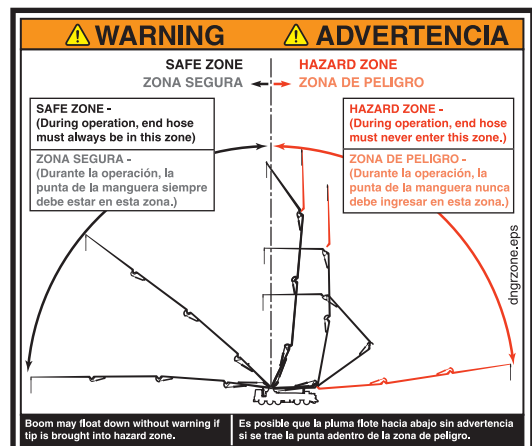 WARNING
ADVERTENCIA
SAFE ZONE
HAZARD ZONE
ZONA SEGURA
ZONA DE PELIGRO
SAFE ZONE -
(During operation, end hose
must always be in this zone)
ZONA SEGURA -
(Durante la operación, la
punta de la manguera siempre
debe estar en esta zona.)
HAZARD ZONE -
(During operation, end hose
must never enter this zone.)
ZONA DE PELIGRO -
(Durante la operación, la
punta de la manguera nunca
debe ingresar en esta zona.)
dngrzone.eps
Boom may float down without warning if
tip is brought into hazard zone.
Es posible que la pluma flote hacia abajo sin advertencia
si se trae la punta adentro de la zona de peligro.